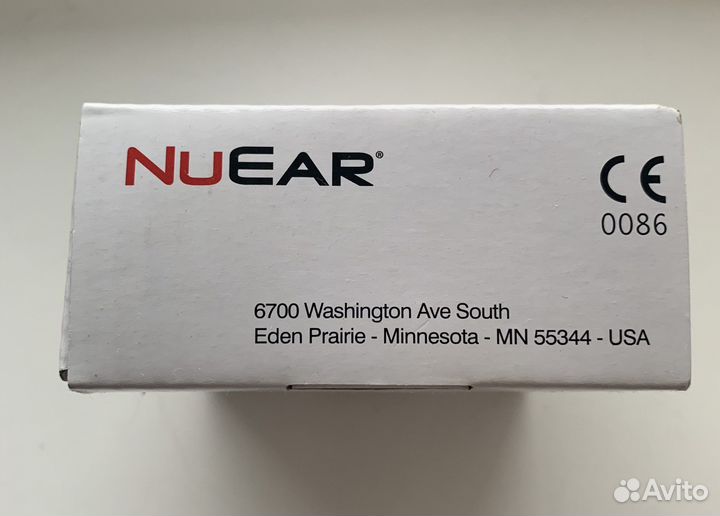 NUEAR®
CE
0086
6700 Washington Ave South
Eden Prairie - Minnesota - MN 55344 - USA
Avito